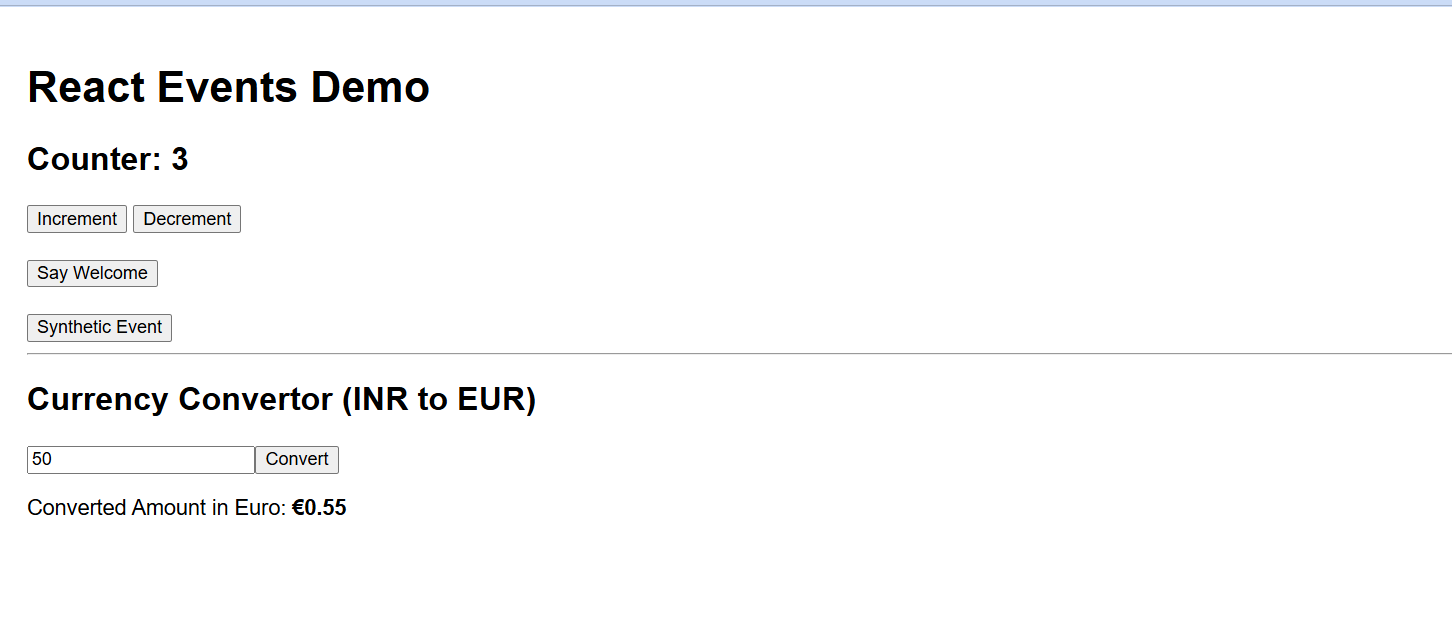 React Events Demo
Counter: 3
Increment Decrement
Say Welcome
Synthetic Event
Currency Convertor (INR to EUR)
50 Convert
Converted Amount in Euro: €0.55